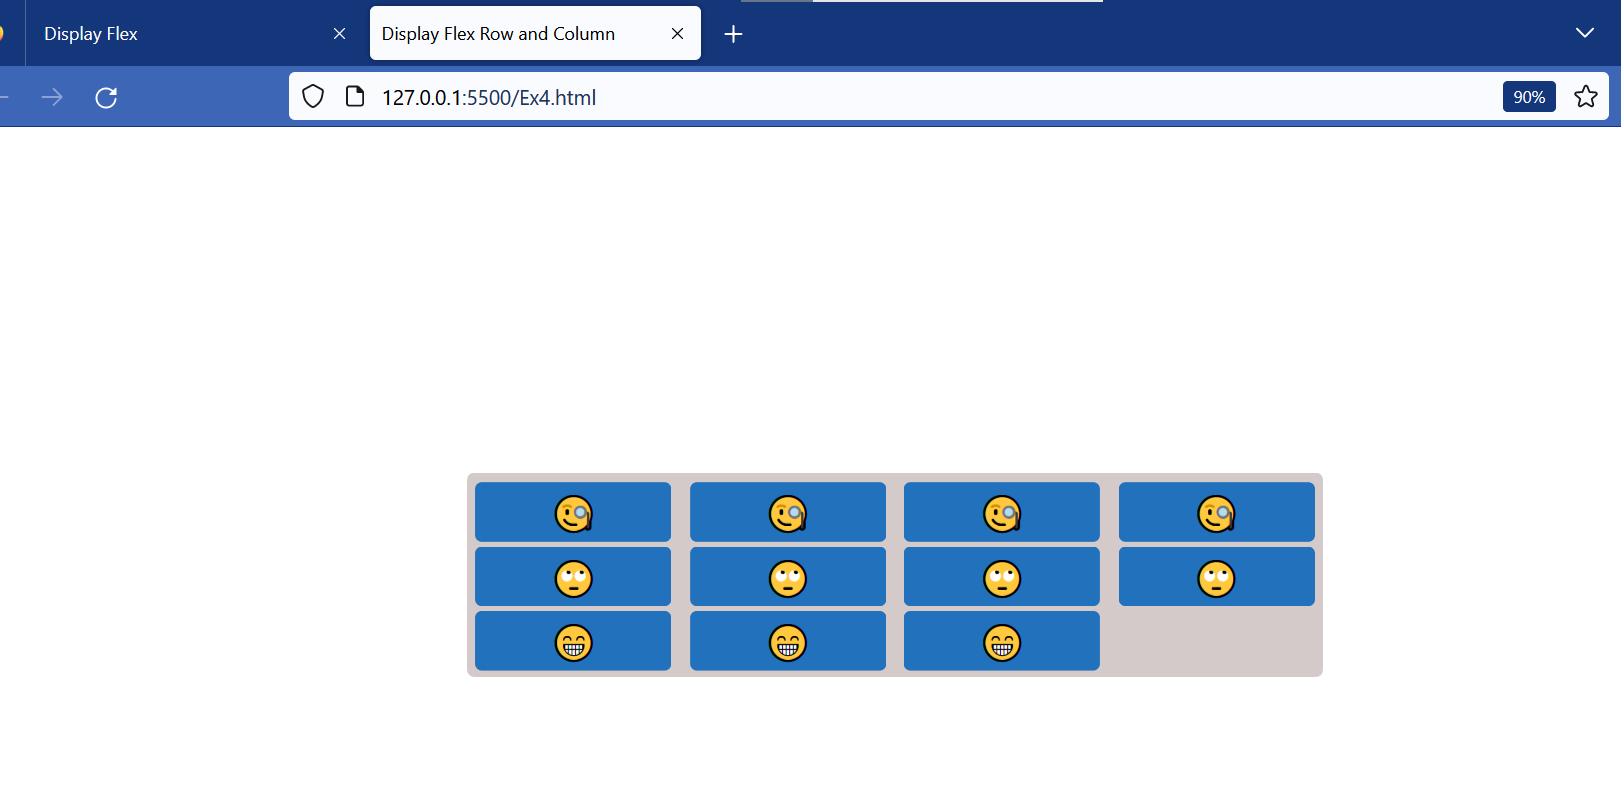 Display Flex
Display Flex Row and Column
127.0.0.1:5500/Ex4.html
90%